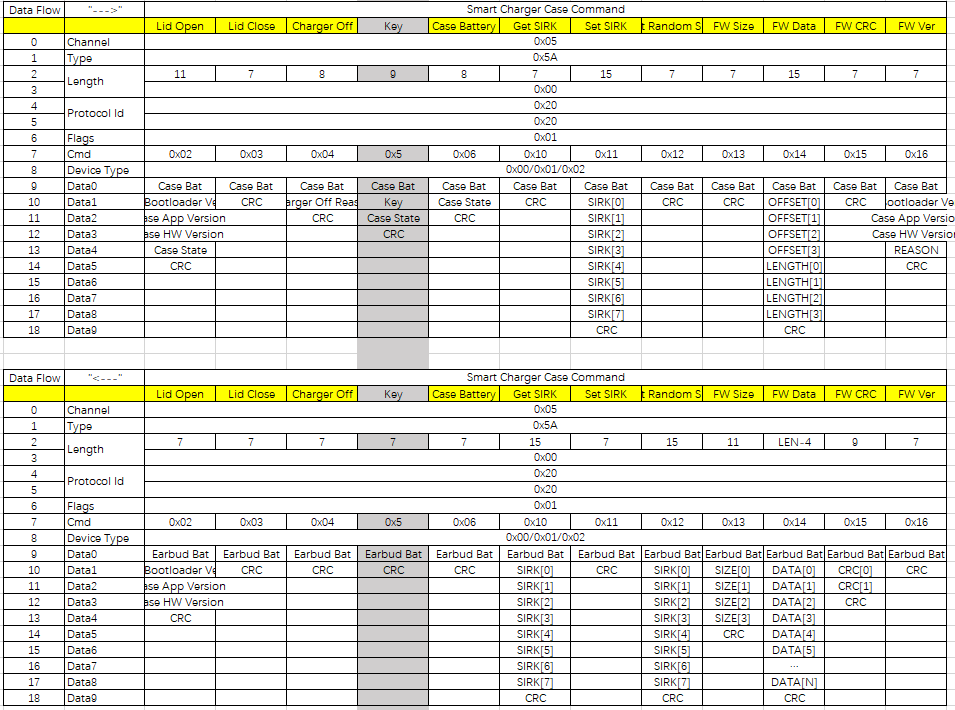 Data Flow "--->" Smart Charger Case Command
Lid Open Lid Close Charger Off Key Case Battery Get SIRK Set SIRK t Random S FW Size FW Data FW CRC FW Ver
0 Channel 0x05
1 Type 0x5A
2 Length 11 7 8 9 8 7 15 7 7 15 7 7
3 0x00
4 Protocol Id 0x20
5 0x20
6 Flags 0x01
7 Cmd 0x02 0x03 0x04 0x5 0x06 0x10 0x11 0x12 0x13 0x14 0x15 0x16
8 Device Type 0x00/0x01/0x02
9 Data0 Case Bat Case Bat Case Bat Case Bat Case Bat Case Bat Case Bat Case Bat Case Bat Case Bat Case Bat Case Bat
10 Data1 Bootloader Ve CRC arger Off Reas Key Case State CRC SIRK[0] CRC CRC OFFSET[0] CRC ootloader Ve
11 Data2 ase App Version CRC Case State CRC SIRK[1] OFFSET[1] Case App Versio
12 Data3 ase HW Version CRC SIRK[2] OFFSET[2] Case HW Version
13 Data4 Case State SIRK[3] OFFSET[3] REASON
14 Data5 CRC SIRK[4] LENGTH[0] CRC
15 Data6 SIRK[5] LENGTH[1]
16 Data7 SIRK[6] LENGTH[2]
17 Data8 SIRK[7] LENGTH[3]
18 Data9 CRC CRC
Data Flow "<---" Smart Charger Case Command
Lid Open Lid Close Charger Off Key Case Battery Get SIRK Set SIRK t Random S FW Size FW Data FW CRC FW Ver
0 Channel 0x05
1 Type 0x5A
2 Length 7 7 7 7 7 15 7 15 11 LEN-4 9 7
3 0x00
4 Protocol Id 0x20
5 0x20
6 Flags 0x01
7 Cmd 0x02 0x03 0x04 0x5 0x06 0x10 0x11 0x12 0x13 0x14 0x15 0x16
8 Device Type 0x00/0x01/0x02
9 Data0 Earbud Bat Earbud Bat Earbud Bat Earbud Bat Earbud Bat Earbud Bat Earbud Bat Earbud Bat Earbud Bat Earbud Bat Earbud Bat Earbud Bat
10 Data1 Bootloader Ve CRC CRC CRC CRC SIRK[0] CRC SIRK[0] SIZE[0] DATA[0] CRC[0] CRC
11 Data2 ase App Version SIRK[1] SIRK[1] SIZE[1] DATA[1] CRC[1]
12 Data3 ase HW Version SIRK[2] SIRK[2] SIZE[2] DATA[2] CRC
13 Data4 CRC SIRK[3] SIRK[3] SIZE[3] DATA[3]
14 Data5 SIRK[4] SIRK[4] CRC DATA[4]
15 Data6 SIRK[5] SIRK[5] DATA[5]
16 Data7 SIRK[6] SIRK[6] ...
17 Data8 SIRK[7] SIRK[7] DATA[N]
18 Data9 CRC CRC CRC